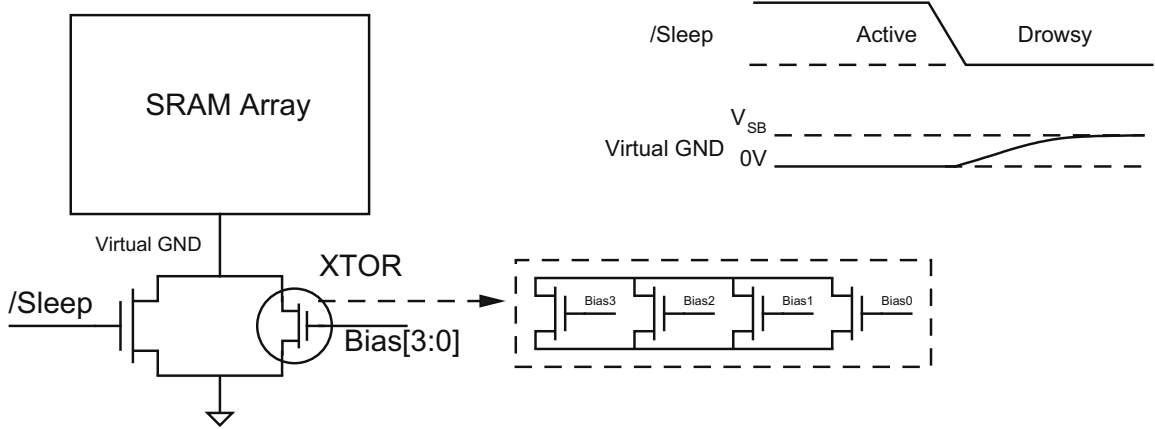 /Sleep Active Drowsy
SRAM Array
V_SB
Virtual GND 0V
Virtual GND
XTOR
/Sleep
Bias3 Bias2 Bias1 Bias0
Bias[3:0]